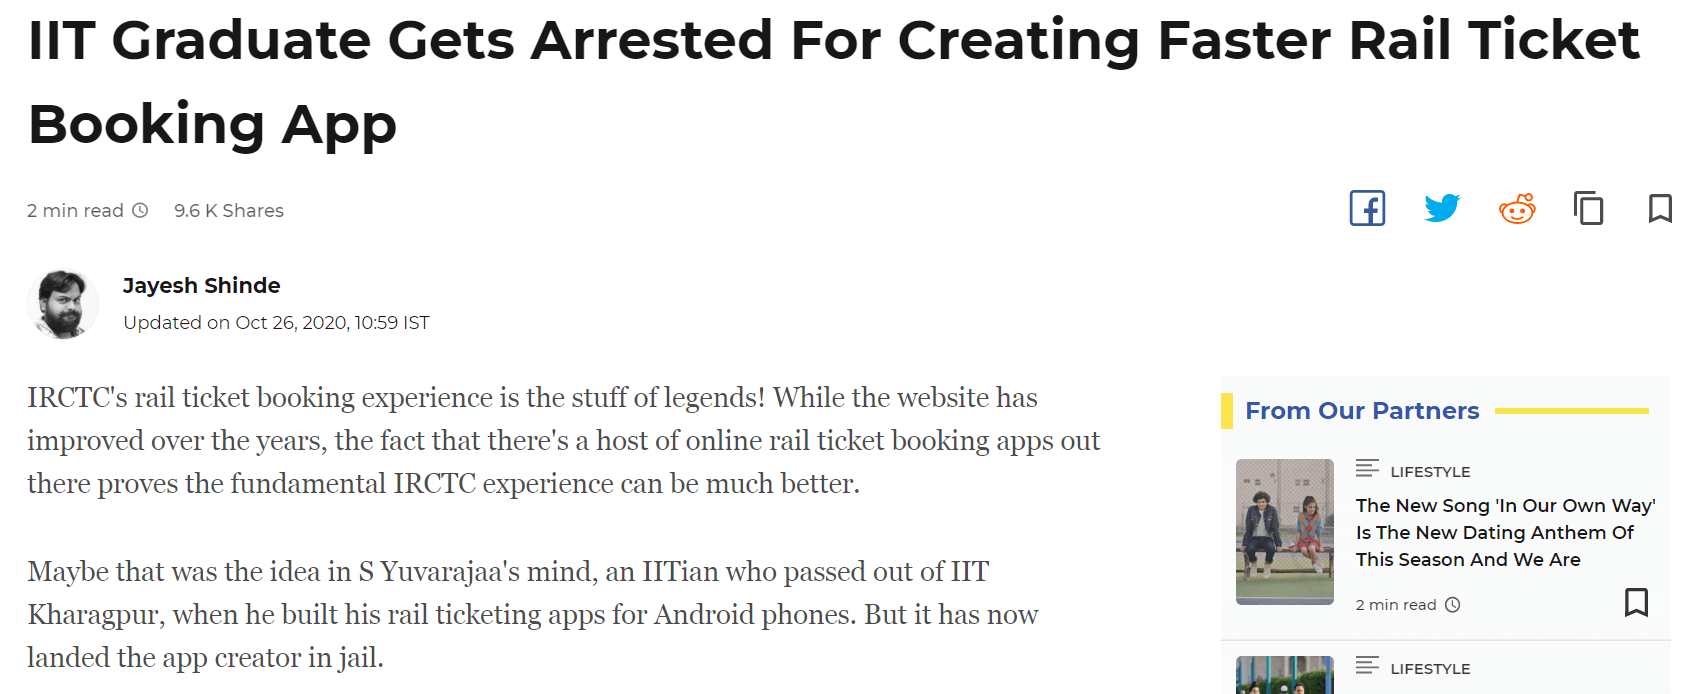 IIT Graduate Gets Arrested For Creating Faster Rail Ticket
Booking App
2 min read
9.6 K Shares
Jayesh Shinde
Updated on Oct 26, 2020, 10:59 IST
IRCTC's rail ticket booking experience is the stuff of legends! While the website has
improved over the years, the fact that there's a host of online rail ticket booking apps out
there proves the fundamental IRCTC experience can be much better.
Maybe that was the idea in S Yuvarajaa's mind, an IITian who passed out of IIT
Kharagpur, when he built his rail ticketing apps for Android phones. But it has now
landed the app creator in jail.
From Our Partners
LIFESTYLE
The New Song 'In Our Own Way'
Is The New Dating Anthem Of
This Season And We Are
2 min read
LIFESTYLE